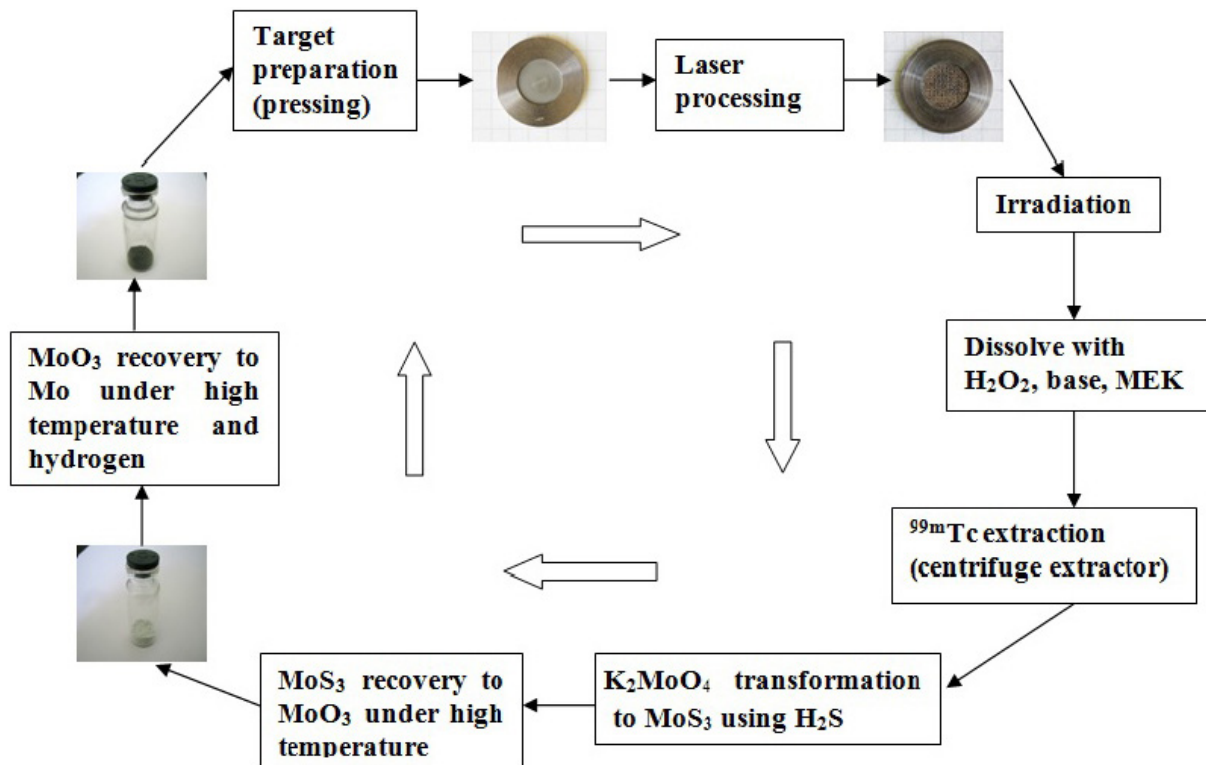 Target
preparation
(pressing)
Laser
processing
Irradiation
Dissolve with
H₂O₂, base, MEK
⁹⁹ᵐTc extraction
(centrifuge extractor)
K₂MoO₄ transformation
to MoS₃ using H₂S
MoS₃ recovery to
MoO₃ under high
temperature
MoO₃ recovery to
Mo under high
temperature and
hydrogen